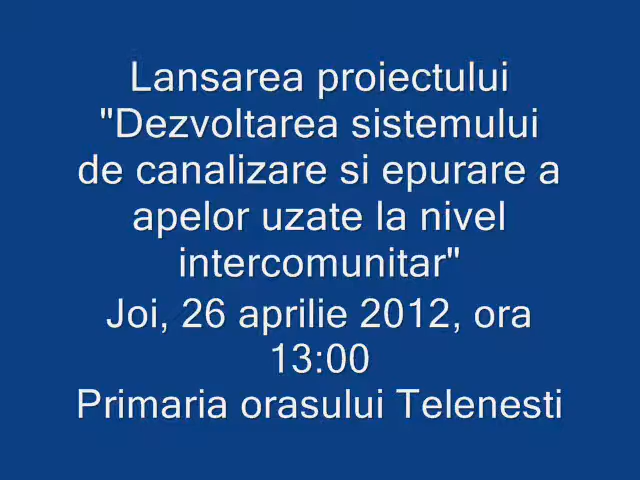 Lansarea proiectului
"Dezvoltarea sistemului
de canalizare si epurare a
apelor uzate la nivel
intercomunitar"
Joi, 26 aprilie 2012, ora
13:00
Primaria orasului Telenesti